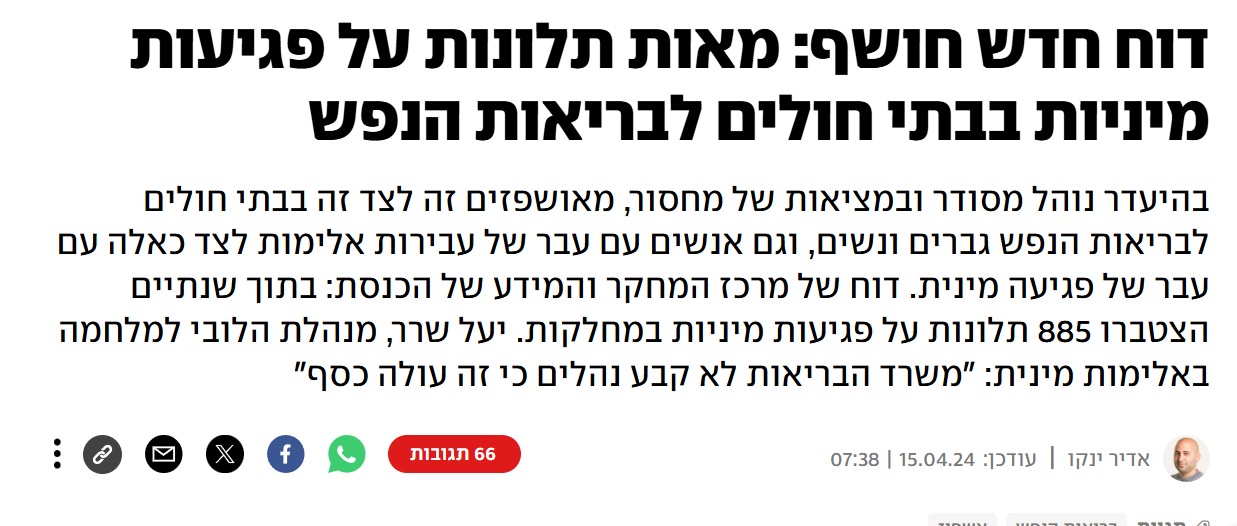 דוח חדש חושף: מאות תלונות על פגיעות
מיניות בבתי חולים לבריאות הנפש
בהיעדר נוהל מסודר ובמציאות של מחסור, מאושפזים זה לצד זה בבתי חולים
לבריאות הנפש גברים ונשים, וגם אנשים עם עבר של עבירות אלימות לצד כאלה עם
עבר של פגיעה מינית. דוח של מרכז המחקר והמידע של הכנסת: בתוך שנתיים
הצטברו 885 תלונות על פגיעות מיניות במחלקות. יעל שרר, מנהלת הלובי למלחמה
באלימות מינית: "משרד הבריאות לא קבע נהלים כי זה עולה כסף"
אדיר ינקו | עודכן: 15.04.24 | 07:38
66 תגובות